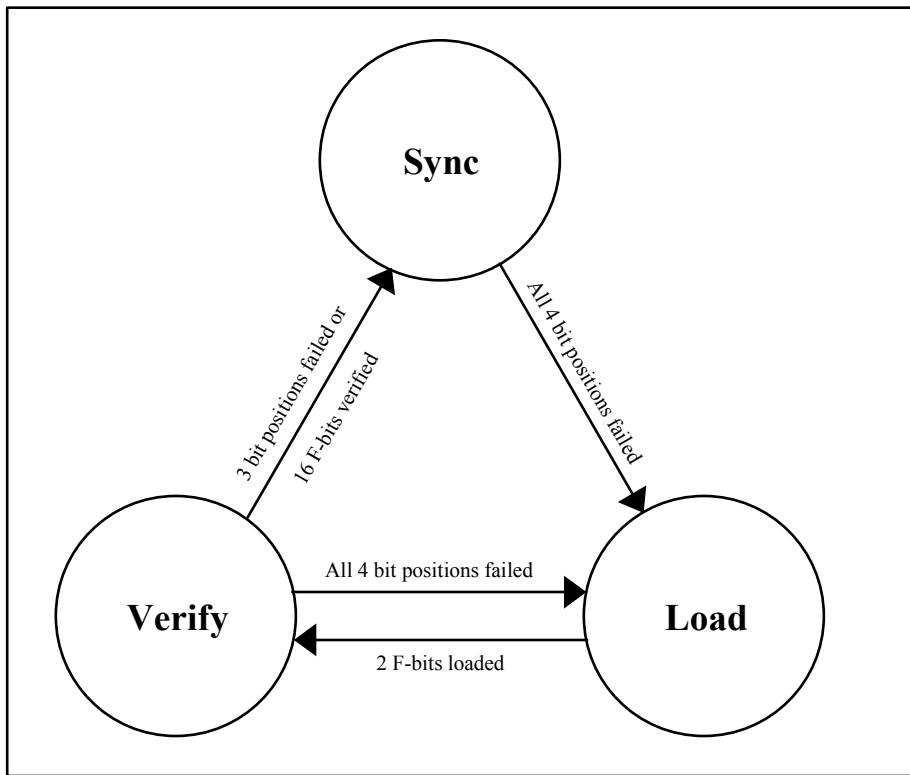 Sync
3 bit positions failed or
16 F-bits verified
All 4 bit positions failed
Verify
All 4 bit positions failed
2 F-bits loaded
Load